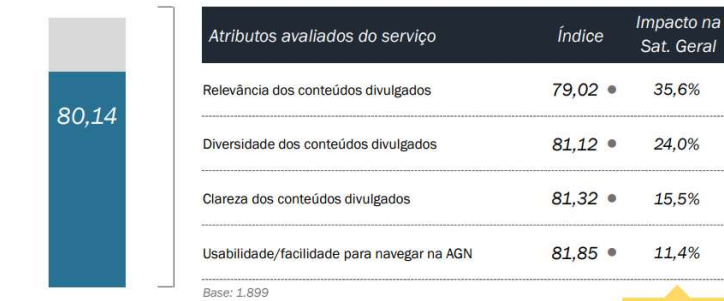 80,14
Atributos avaliados do serviço Índice Impacto na Sat. Geral
Relevância dos conteúdos divulgados 79,02 35,6%
Diversidade dos conteúdos divulgados 81,12 24,0%
Clareza dos conteúdos divulgados 81,32 15,5%
Usabilidade/facilidade para navegar na AGN 81,85 11,4%
Base: 1.899